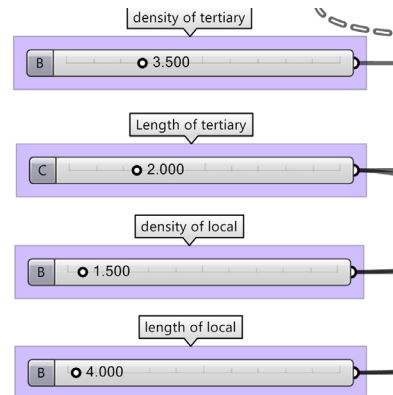 density of tertiary
B 3.500
Length of tertiary
C 2.000
density of local
B 1.500
length of local
B 4.000